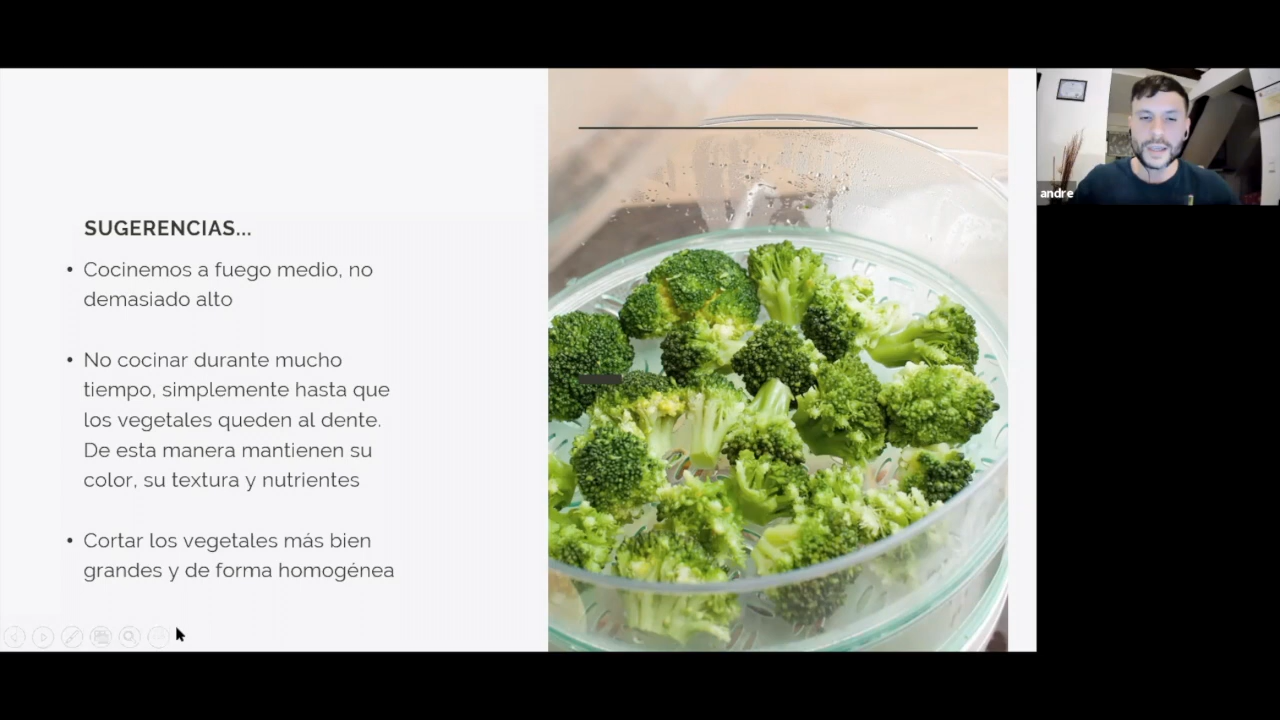 SUGERENCIAS...
• Cocinemos a fuego medio, no
demasiado alto
• No cocinar durante mucho
tiempo, simplemente hasta que
los vegetales queden al dente.
De esta manera mantienen su
color, su textura y nutrientes
• Cortar los vegetales más bien
grandes y de forma homogénea
andre